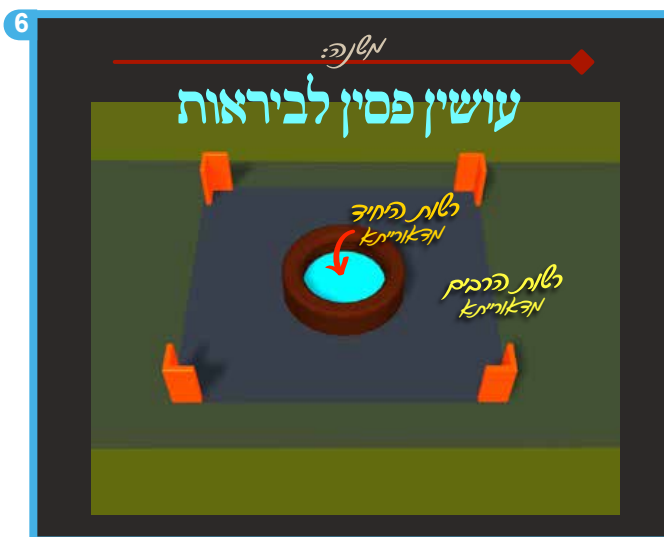 6
משנה:
עושין פסין לביראות
רשות היחיד
מדאורייתא
רשות הרבים
מדאורייתא